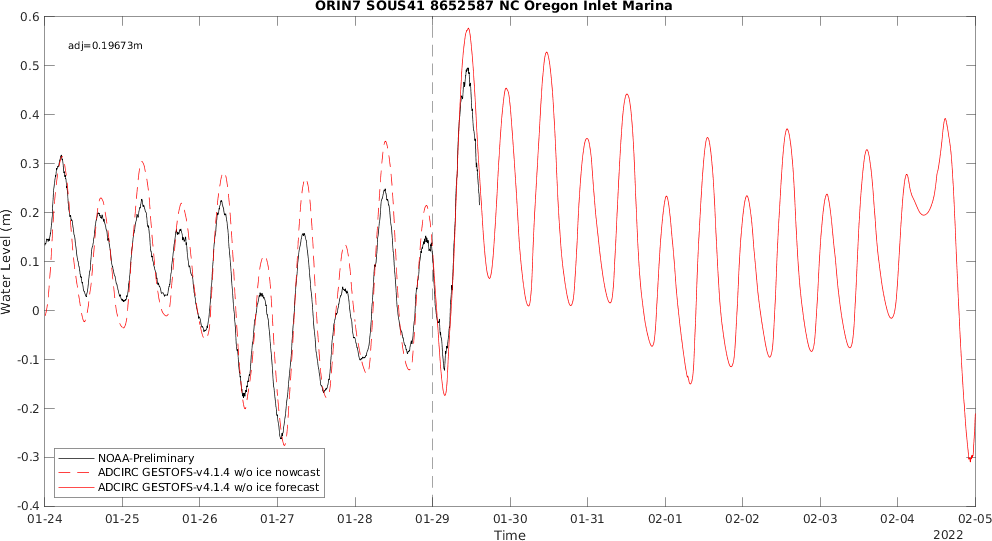 ORIN7 SOUS41 8652587 NC Oregon Inlet Marina
adj=0.19673m
Water Level (m)
0.6
0.5
0.4
0.3
0.2
0.1
0
-0.1
-0.2
-0.3
-0.4
NOAA-Preliminary
ADCIRC GESTOFS-v4.1.4 w/o ice nowcast
ADCIRC GESTOFS-v4.1.4 w/o ice forecast
01-24 01-25 01-26 01-27 01-28 01-29 01-30 01-31 02-01 02-02 02-03 02-04 02-05
Time
2022